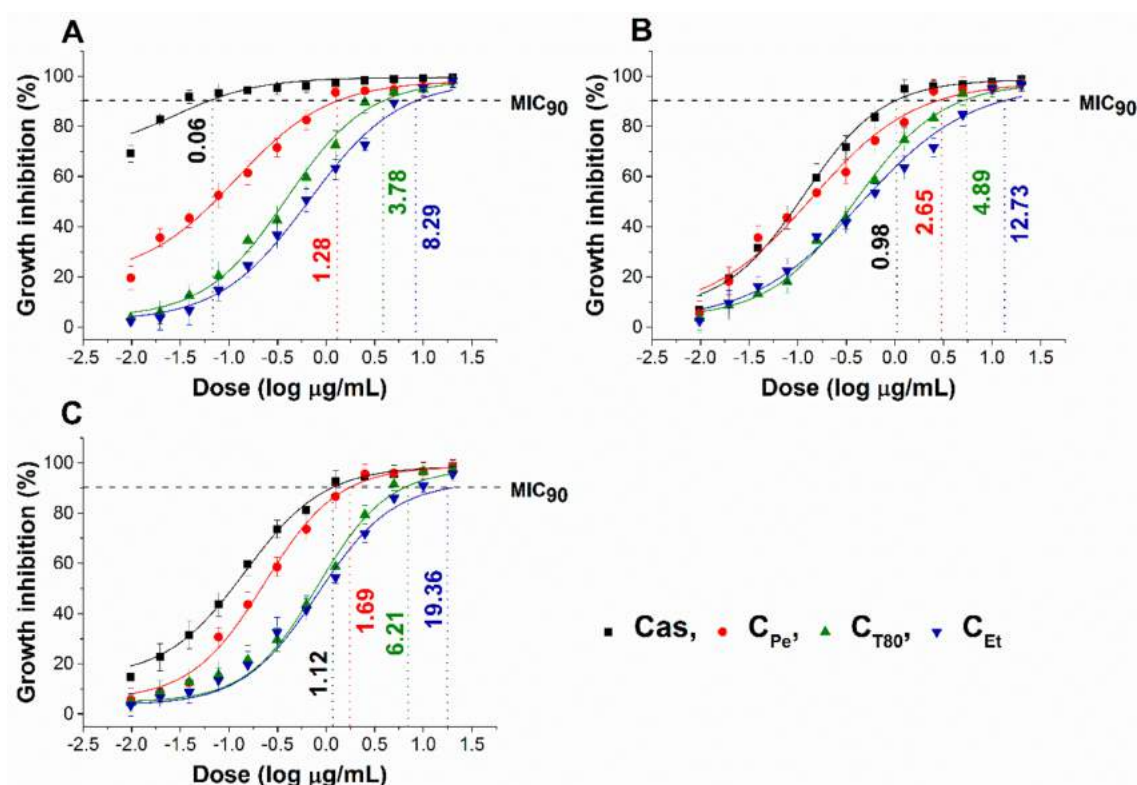 A
Growth inhibition (%)
100
80
60
40
20
0
MIC90
0.06
1.28
3.78
8.29
-2.5 -2.0 -1.5 -1.0 -0.5 0.0 0.5 1.0 1.5
Dose (log µg/mL)
B
Growth inhibition (%)
100
80
60
40
20
0
MIC90
0.98
2.65
4.89
12.73
-2.5 -2.0 -1.5 -1.0 -0.5 0.0 0.5 1.0 1.5
Dose (log µg/mL)
C
Growth inhibition (%)
100
80
60
40
20
0
MIC90
1.12
1.69
6.21
19.36
-2.5 -2.0 -1.5 -1.0 -0.5 0.0 0.5 1.0 1.5
Dose (log µg/mL)
Cas, CPe, CT80, CEt